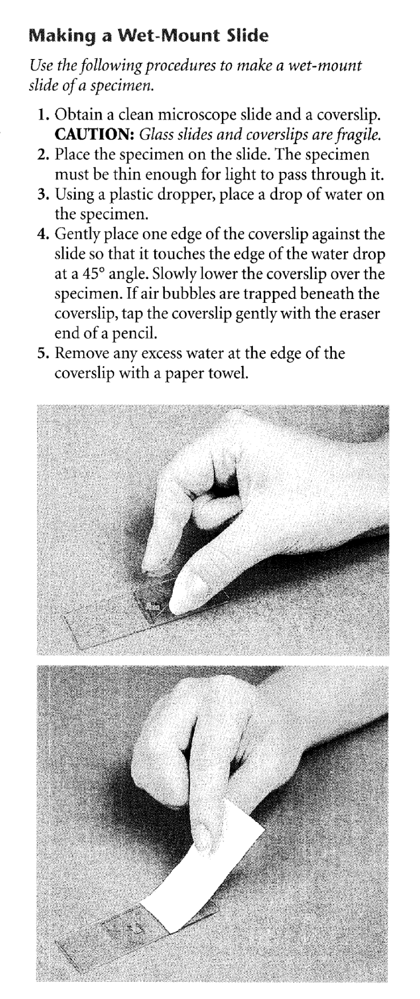 Making a Wet-Mount Slide
Use the following procedures to make a wet-mount
slide of a specimen.
1. Obtain a clean microscope slide and a coverslip.
CAUTION: Glass slides and coverslips are fragile.
2. Place the specimen on the slide. The specimen
must be thin enough for light to pass through it.
3. Using a plastic dropper, place a drop of water on
the specimen.
4. Gently place one edge of the coverslip against the
slide so that it touches the edge of the water drop
at a 45° angle. Slowly lower the coverslip over the
specimen. If air bubbles are trapped beneath the
coverslip, tap the coverslip gently with the eraser
end of a pencil.
5. Remove any excess water at the edge of the
coverslip with a paper towel.